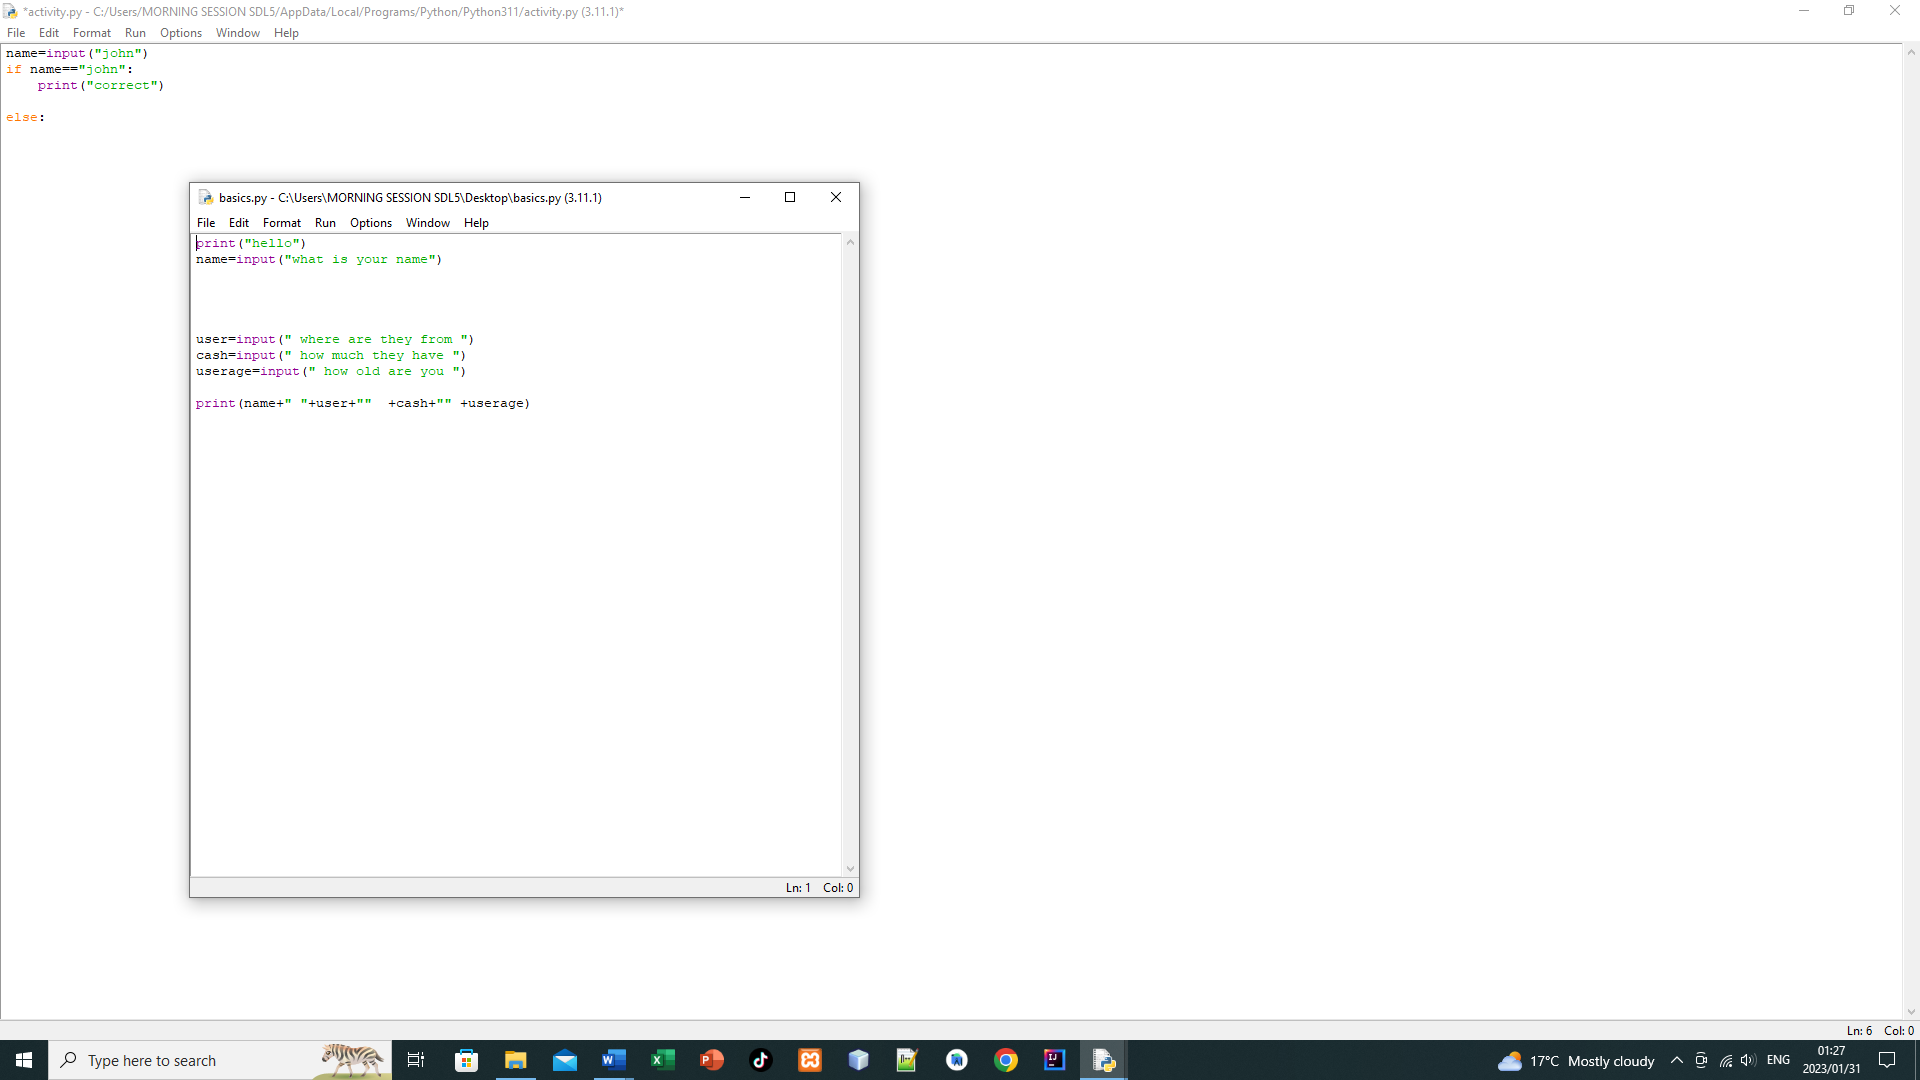 *activity.py - C:/Users/MORNING SESSION SDL5/AppData/Local/Programs/Python/Python311/activity.py (3.11.1)*
File Edit Format Run Options Window Help
name=input("john")
if name=="john":
    print("correct")
else:
basics.py - C:\Users\MORNING SESSION SDL5\Desktop\basics.py (3.11.1)
File Edit Format Run Options Window Help
print("hello")
name=input("what is your name")
user=input(" where are they from ")
cash=input(" how much they have ")
userage=input(" how old are you ")
print(name+" "+user+""  +cash+"" +userage)
Ln: 1 Col: 0
Ln: 6 Col: 0
Type here to search
17°C Mostly cloudy
ENG
01:27
2023/01/31